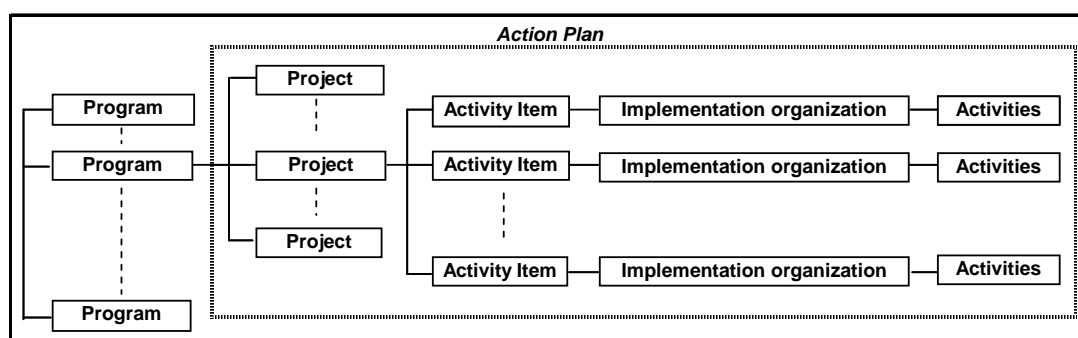 Action Plan
Project
Program
Activity Item Implementation organization Activities
Program Project Activity Item Implementation organization Activities
Project
Activity Item Implementation organization Activities
Program